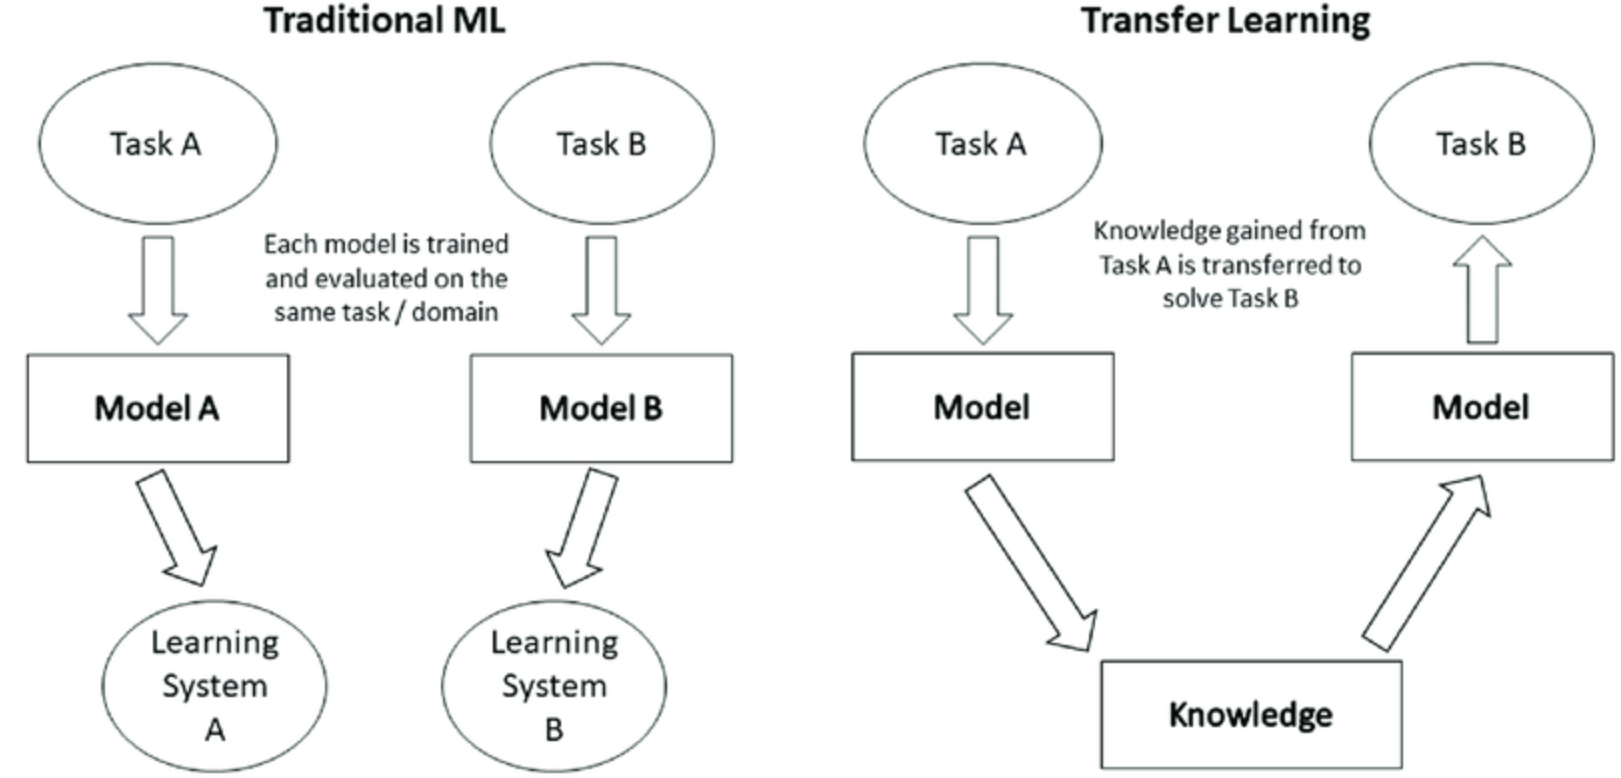 Traditional ML
Task A
Task B
Each model is trained
and evaluated on the
same task / domain
Model A
Model B
Learning
System
A
Learning
System
B
Transfer Learning
Task A
Task B
Knowledge gained from
Task A is transferred to
solve Task B
Model
Model
Knowledge